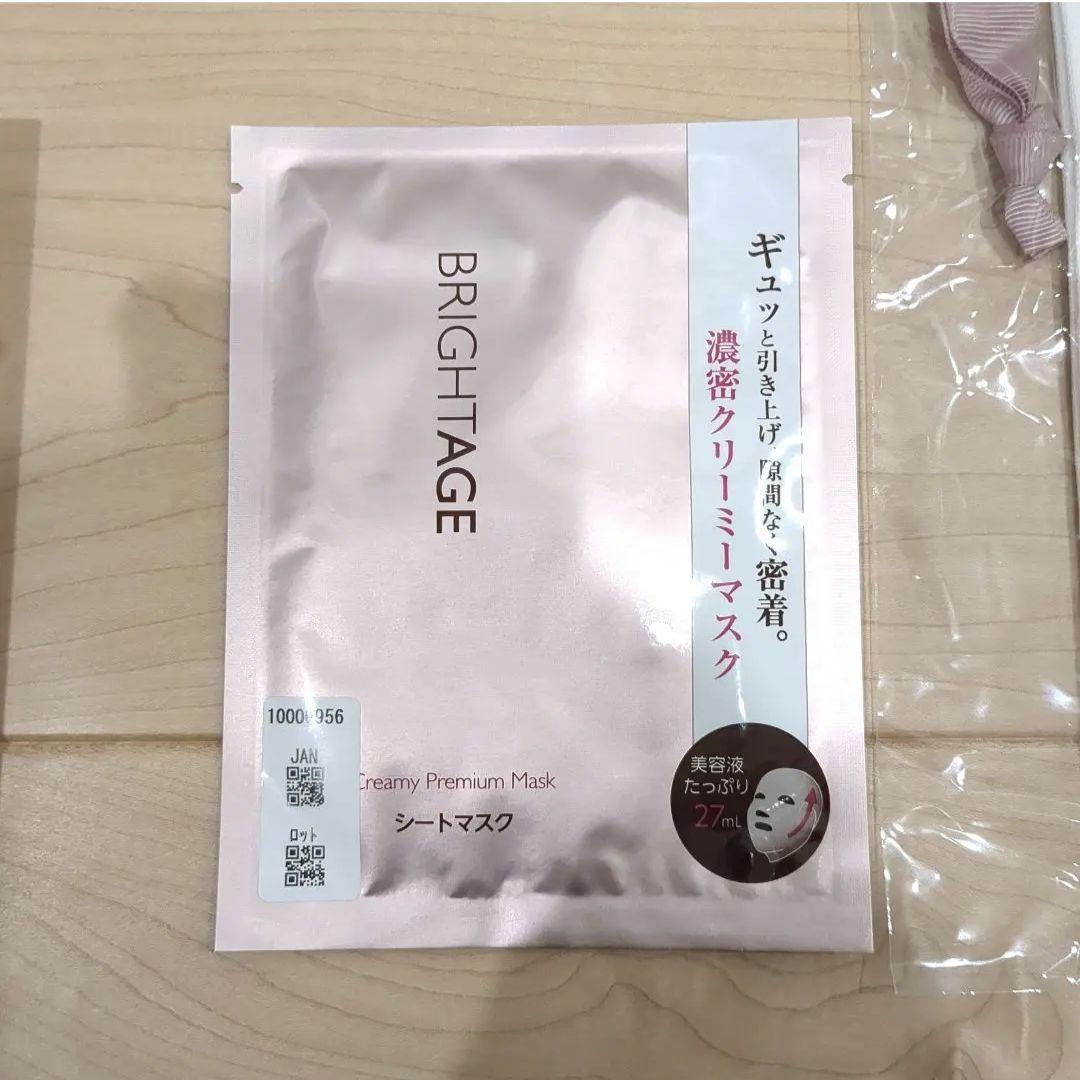 ギュッと引き上げ、隙間なく密着。
濃密クリーミーマスク
BRIGHTAGE
Creamy Premium Mask
シートマスク
美容液
たっぷり
27mL
JAN
ロット